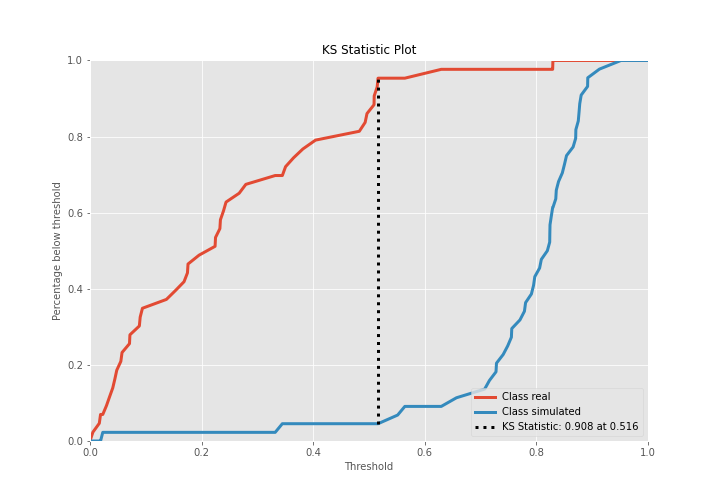 KS Statistic Plot
1.0
0.8
0.6
0.4
0.2
0.0
Percentage below threshold
0.0 0.2 0.4 0.6 0.8 1.0
Threshold
Class real
Class simulated
KS Statistic: 0.908 at 0.516